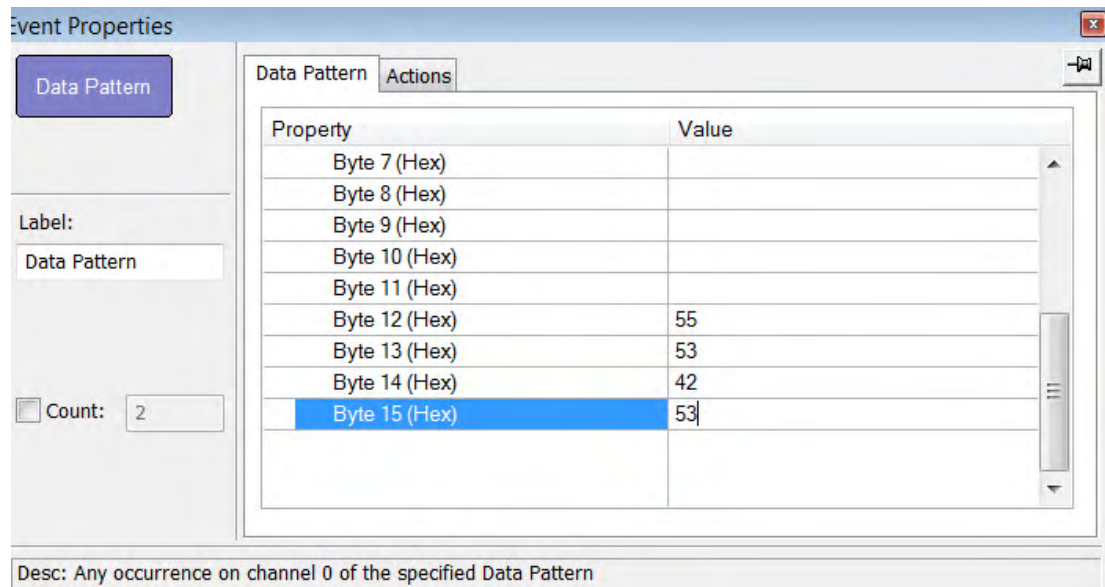 Event Properties
Data Pattern
Label:
Data Pattern
Count: 2
Data Pattern Actions
Property Value
Byte 7 (Hex)
Byte 8 (Hex)
Byte 9 (Hex)
Byte 10 (Hex)
Byte 11 (Hex)
Byte 12 (Hex) 55
Byte 13 (Hex) 53
Byte 14 (Hex) 42
Byte 15 (Hex) 53
Desc: Any occurrence on channel 0 of the specified Data Pattern